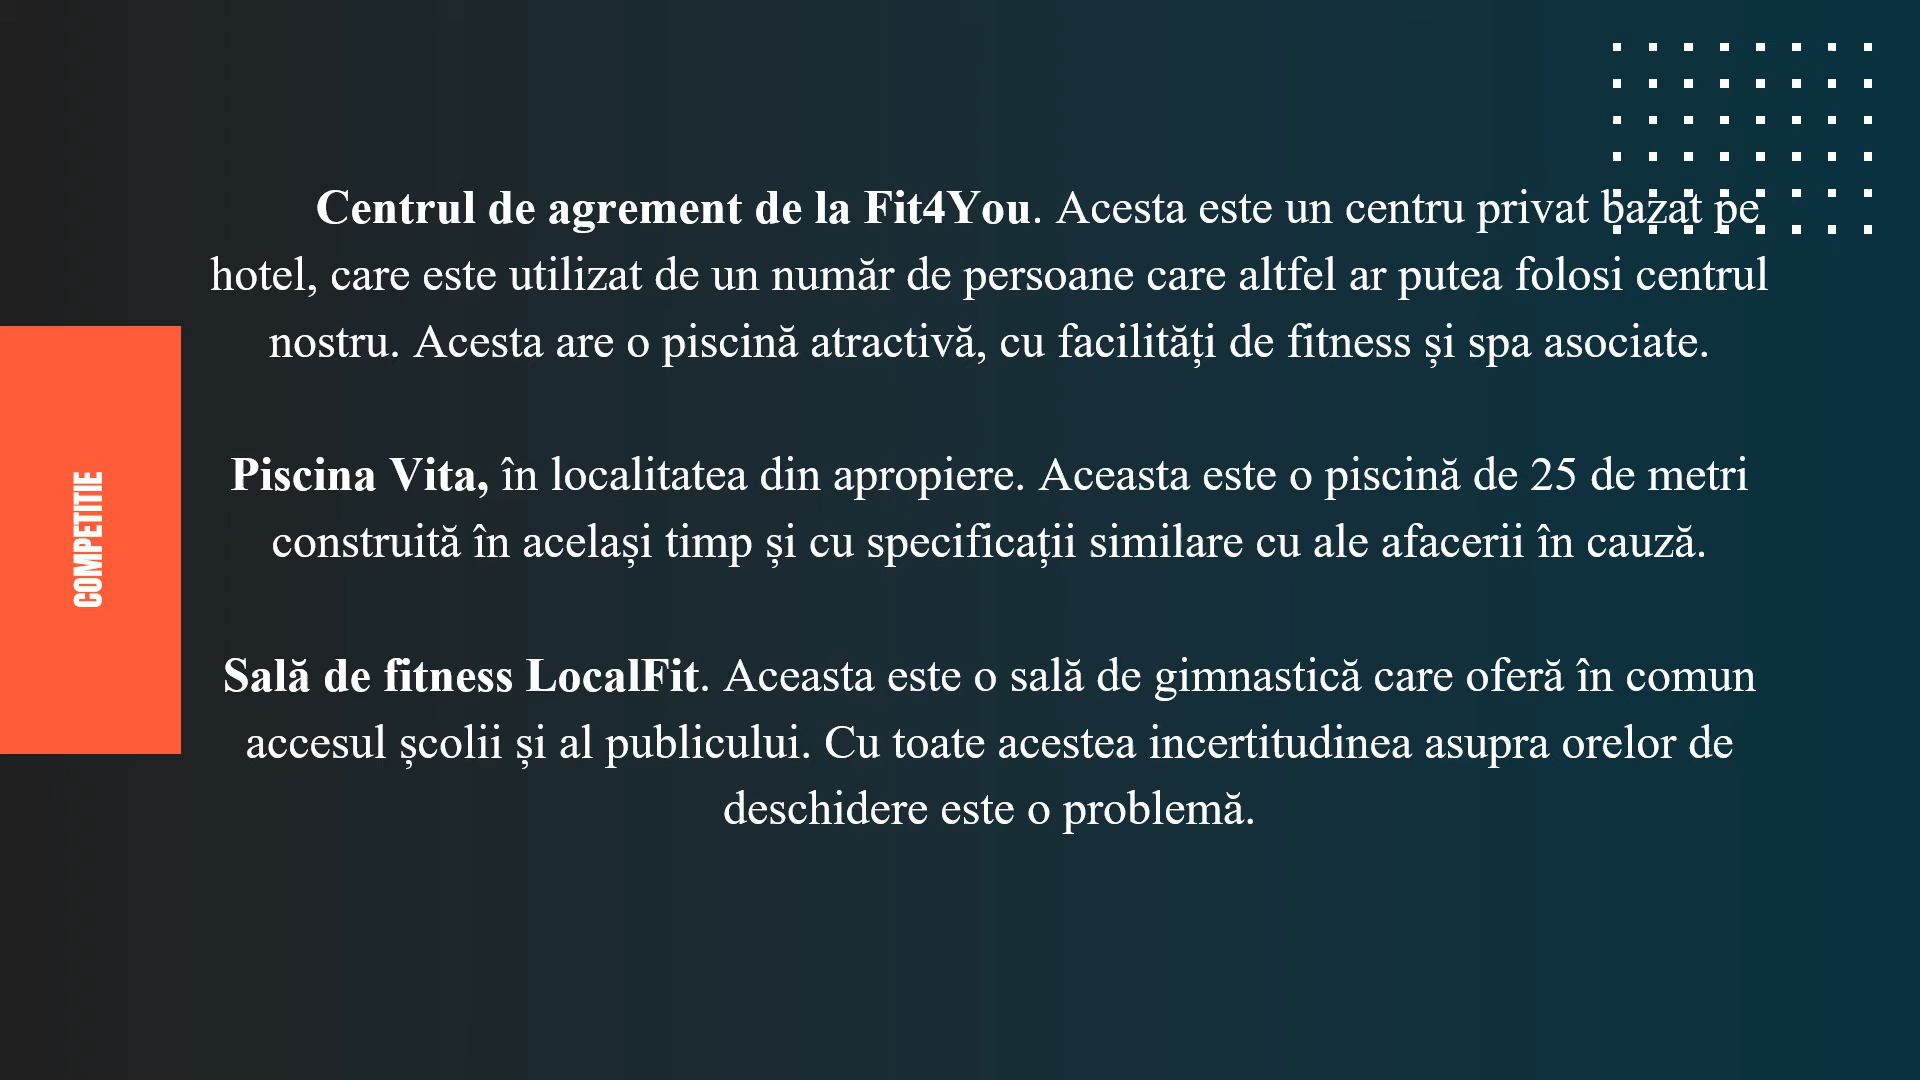 COMPETITIE
Centrul de agrement de la Fit4You. Acesta este un centru privat bazat pe
hotel, care este utilizat de un număr de persoane care altfel ar putea folosi centrul
nostru. Acesta are o piscină atractivă, cu facilități de fitness și spa asociate.
Piscina Vita, în localitatea din apropiere. Aceasta este o piscină de 25 de metri
construită în același timp și cu specificații similare cu ale afacerii în cauză.
Sală de fitness LocalFit. Aceasta este o sală de gimnastică care oferă în comun
accesul școlii și al publicului. Cu toate acestea incertitudinea asupra orelor de
deschidere este o problemă.